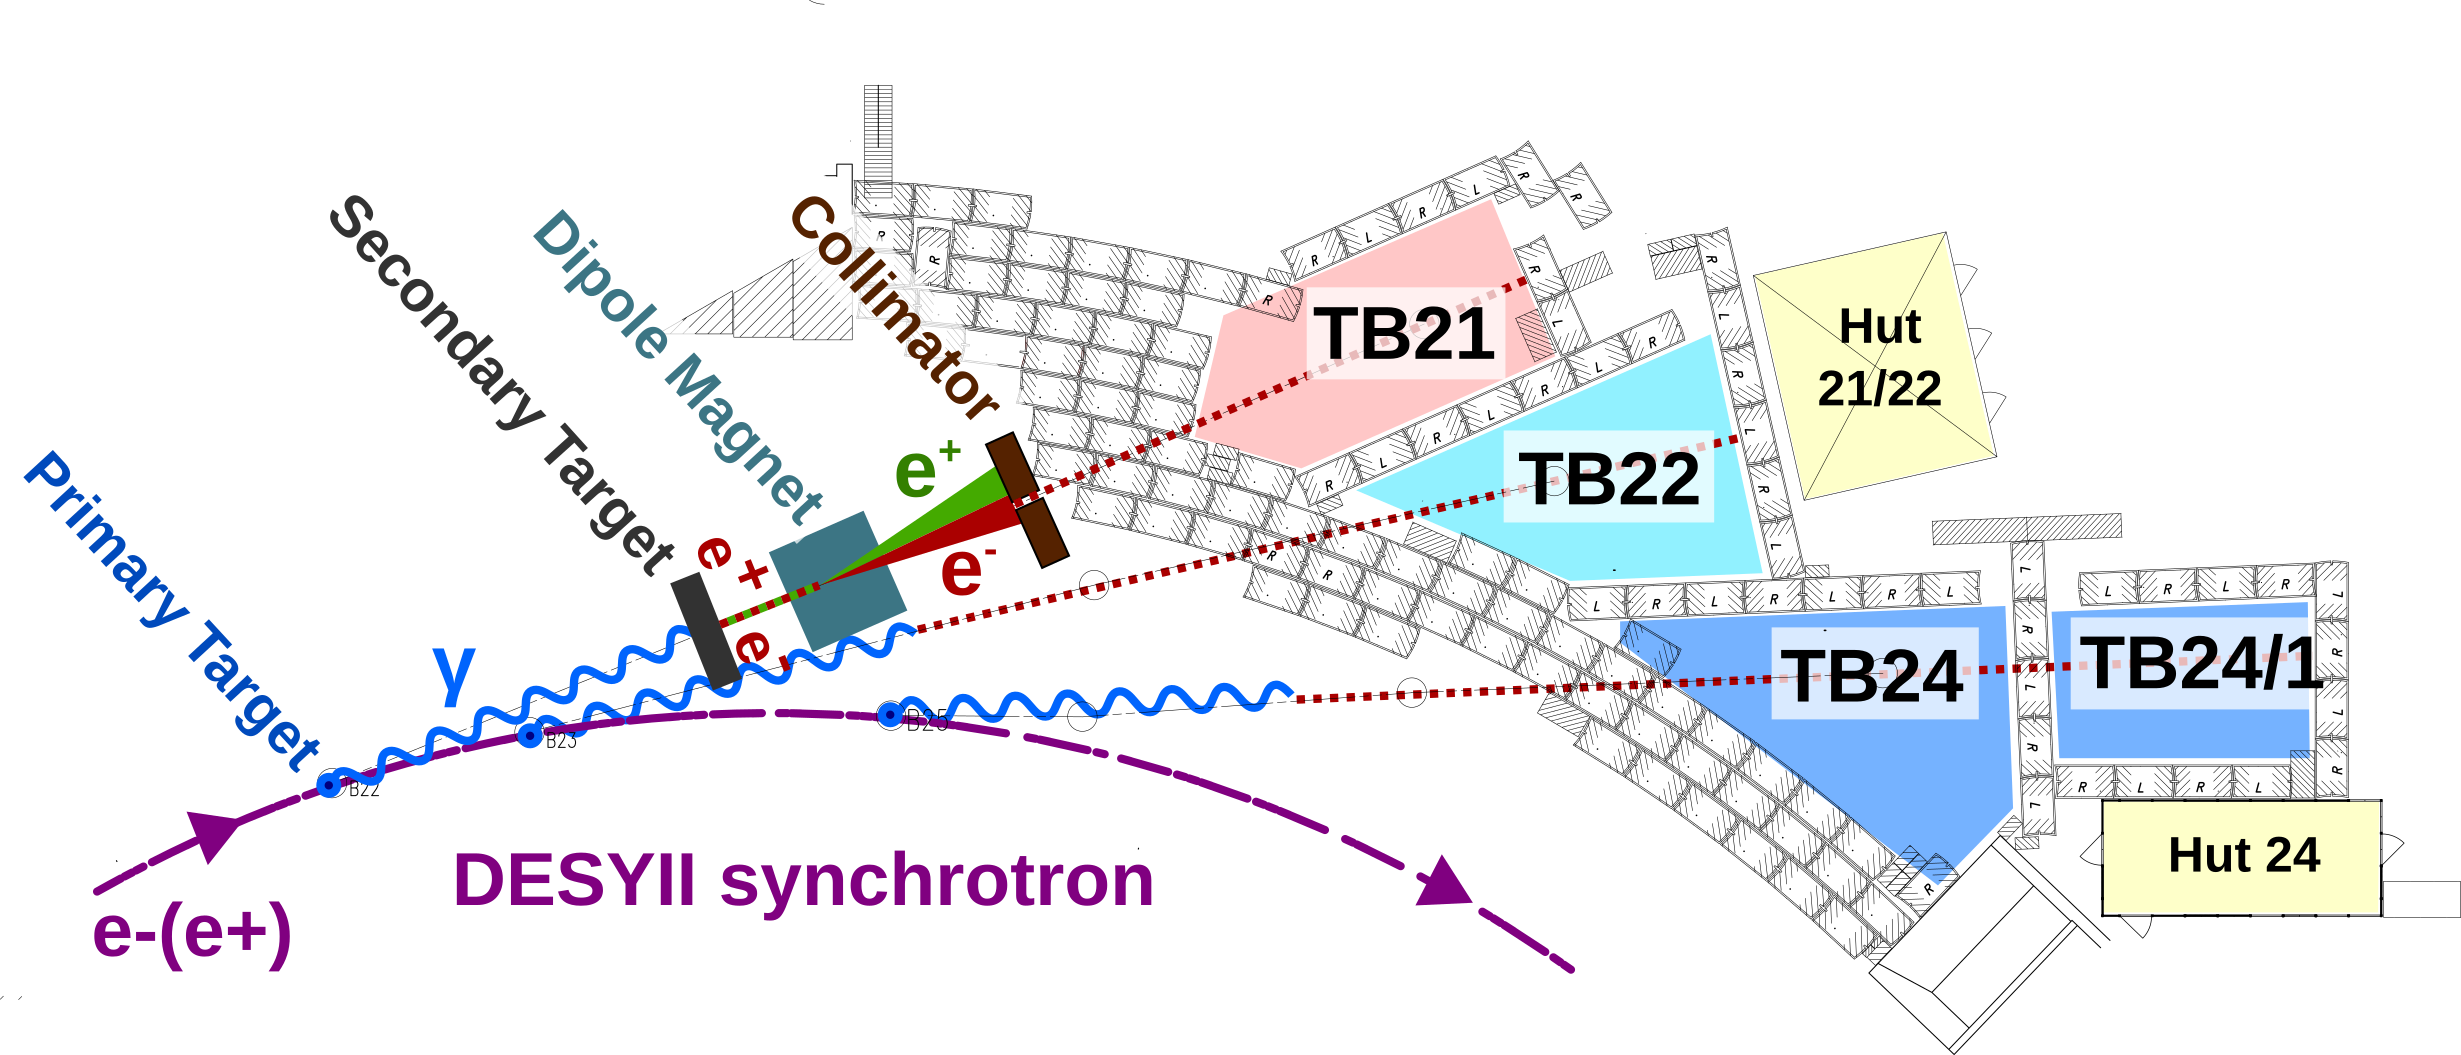 Primary Target
Secondary Target
Dipole Magnet
Collimator
γ
e+
e-
e+
e-
B22
B23
B25
e-(e+)
DESYII synchrotron
TB21
TB22
TB24
TB24/1
Hut
21/22
Hut 24
R
R
R
R
L
R
L
R
R
R
L
R
L
R
L
R
L
R
R
L
R
L
R
L
R
R
L
R
L
R
L
R
L
L
R
L
R
L
L
R
L
R
L
R
L
R
R
L
R
L
R